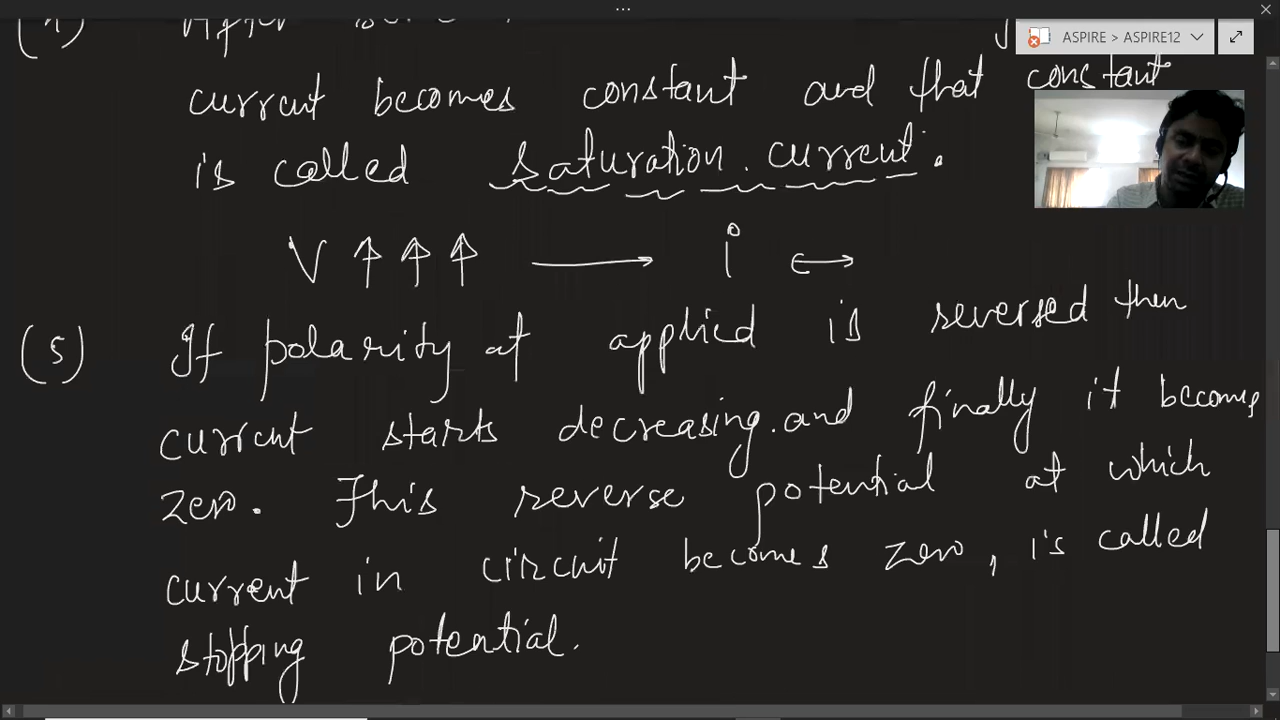 ASPIRE > ASPIRE12
After
current becomes constant and that constant
is called saturation current.
V ↑ ↑ ↑ → i ↔
(5) If polarity at applied is reversed then
current starts decreasing and finally it becomes
zero. This reverse potential at which
current in circuit becomes zero, is called
stopping potential.